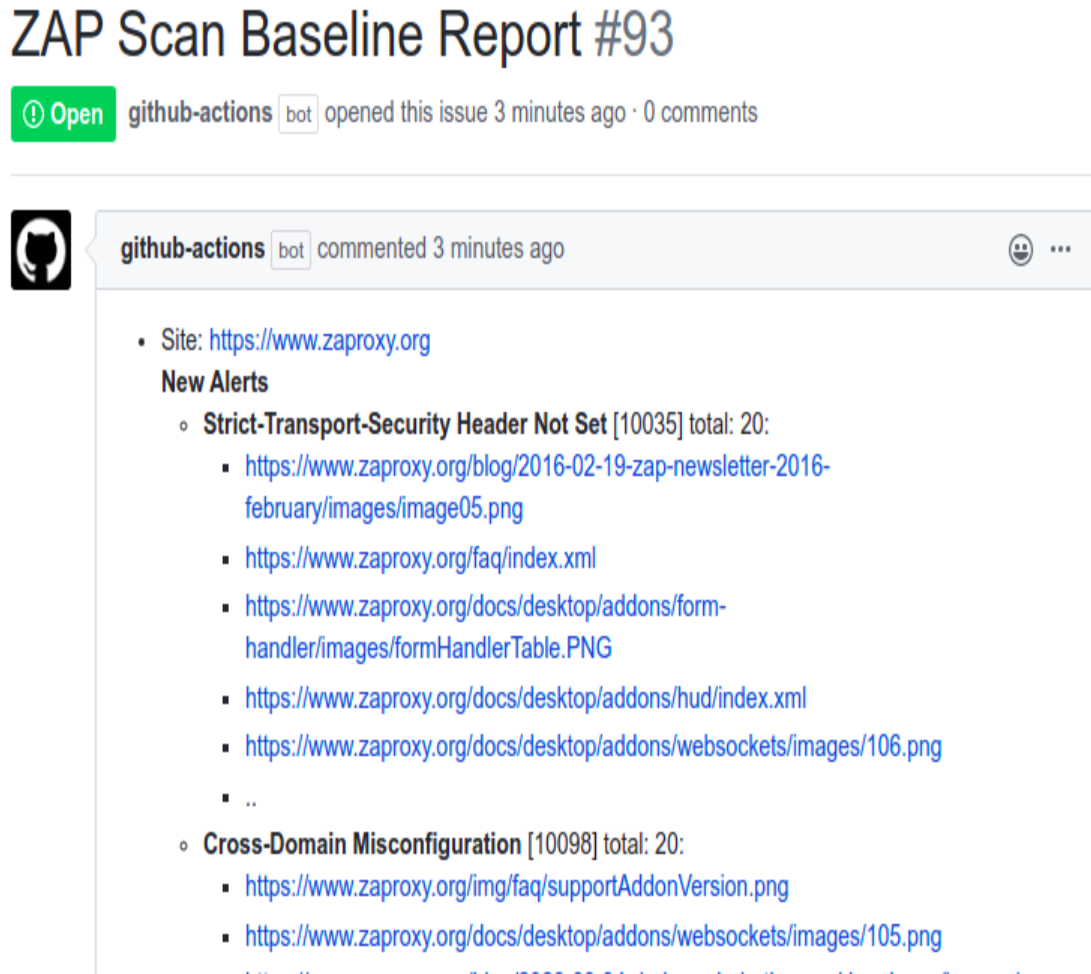 ZAP Scan Baseline Report #93
Open github-actions bot opened this issue 3 minutes ago · 0 comments
github-actions bot commented 3 minutes ago
• Site: https://www.zaproxy.org
New Alerts
◦ Strict-Transport-Security Header Not Set [10035] total: 20:
▪ https://www.zaproxy.org/blog/2016-02-19-zap-newsletter-2016-
february/images/image05.png
▪ https://www.zaproxy.org/faq/index.xml
▪ https://www.zaproxy.org/docs/desktop/addons/form-
handler/images/formHandlerTable.PNG
▪ https://www.zaproxy.org/docs/desktop/addons/hud/index.xml
▪ https://www.zaproxy.org/docs/desktop/addons/websockets/images/106.png
▪ ..
◦ Cross-Domain Misconfiguration [10098] total: 20:
▪ https://www.zaproxy.org/img/faq/supportAddonVersion.png
▪ https://www.zaproxy.org/docs/desktop/addons/websockets/images/105.png